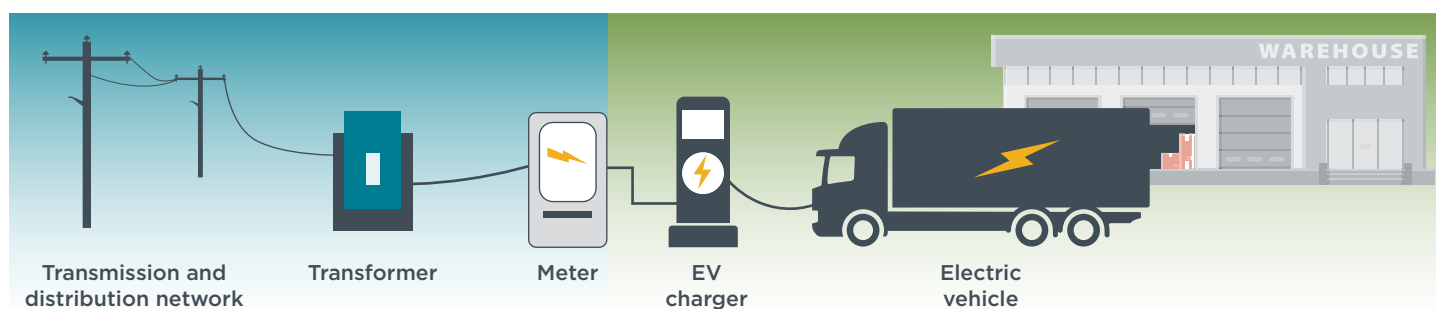 WAREHOUSE
Transmission and
distribution network
Transformer
Meter
EV
charger
Electric
vehicle